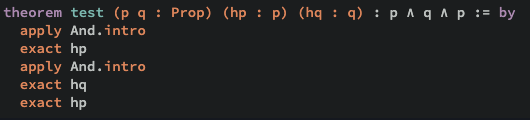 theorem test (p q : Prop) (hp : p) (hq : q) : p ∧ q ∧ p := by
  apply And.intro
  exact hp
  apply And.intro
  exact hq
  exact hp